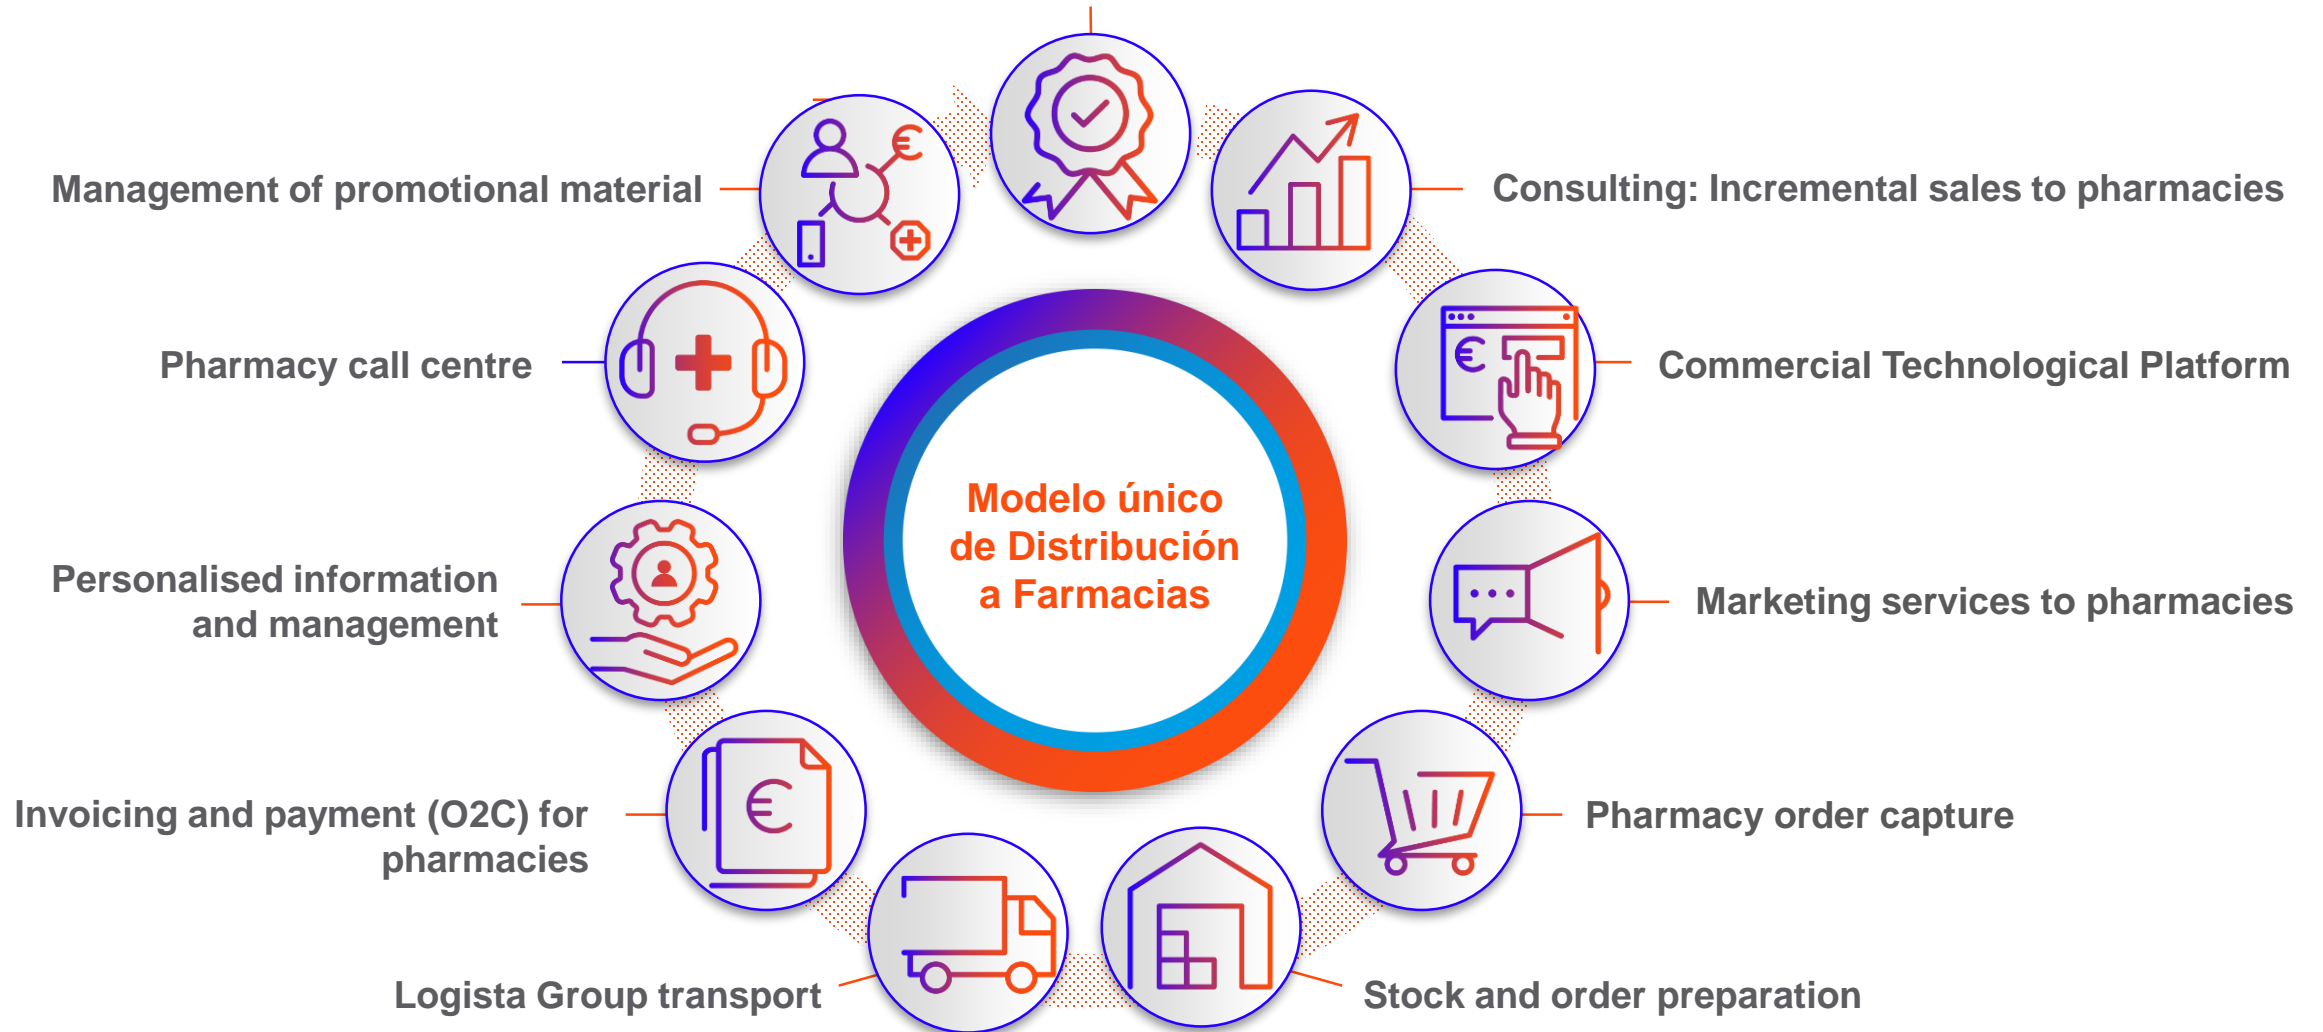 Management of promotional material
Consulting: Incremental sales to pharmacies
Pharmacy call centre
Commercial Technological Platform
Modelo único
de Distribución
a Farmacias
Personalised information
and management
Marketing services to pharmacies
Invoicing and payment (O2C) for
pharmacies
Pharmacy order capture
Logista Group transport
Stock and order preparation